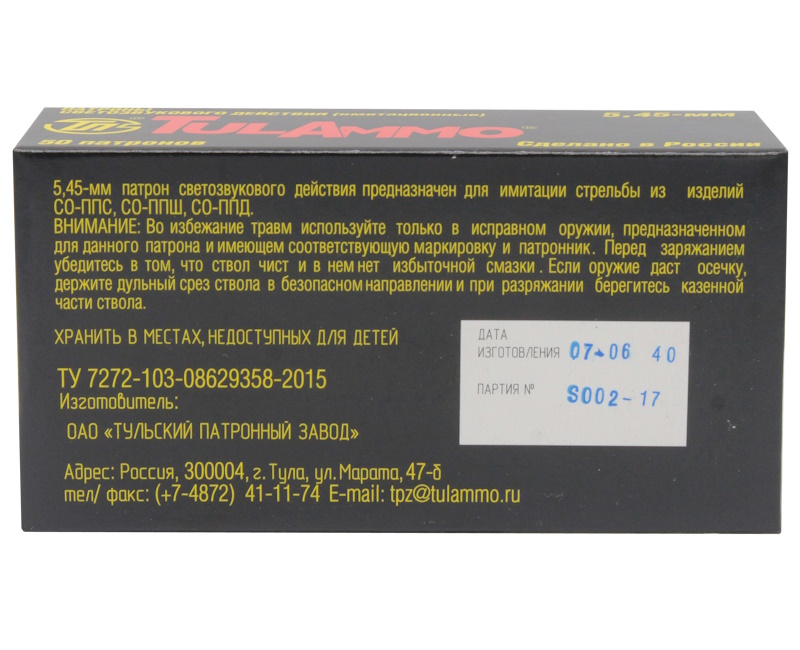 СВЕТОЗВУКОВОГО ДЕЙСТВИЯ (имитационный)
5,45-мм
TULAMMO
50 патронов
Сделано в России
5,45-мм патрон светозвукового действия предназначен для имитации стрельбы из изделий
СО-ППС, СО-ППШ, СО-ППД.
ВНИМАНИЕ: Во избежание травм используйте только в исправном оружии, предназначенном
для данного патрона и имеющем соответствующую маркировку и патронник. Перед заряжанием
убедитесь в том, что ствол чист и в нем нет избыточной смазки. Если оружие даст осечку,
держите дульный срез ствола в безопасном направлении и при разряжании берегитесь казенной
части ствола.
ХРАНИТЬ В МЕСТАХ, НЕДОСТУПНЫХ ДЛЯ ДЕТЕЙ
ДАТА
ИЗГОТОВЛЕНИЯ 07-06 40
ПАРТИЯ № S002-17
ТУ 7272-103-08629358-2015
Изготовитель:
ОАО «ТУЛЬСКИЙ ПАТРОННЫЙ ЗАВОД»
Адрес: Россия, 300004, г. Тула, ул. Марата, 47-б
тел/ факс: (+7-4872) 41-11-74 E-mail: tpz@tulammo.ru